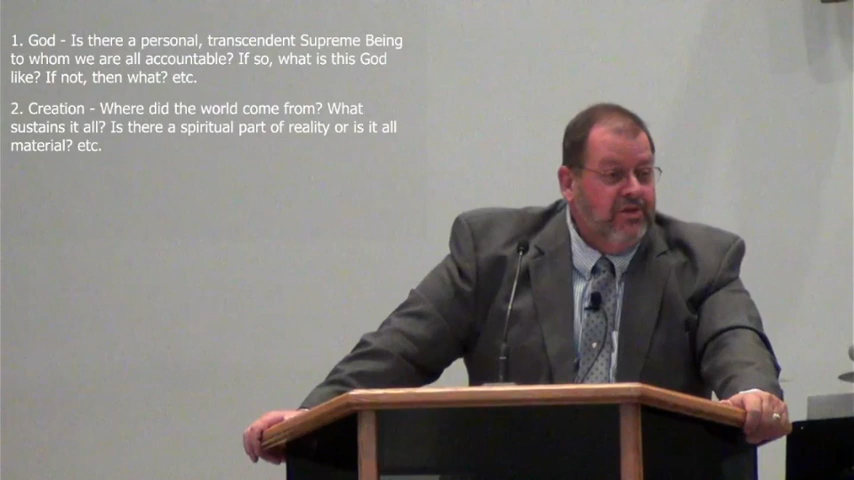 1. God - Is there a personal, transcendent Supreme Being
to whom we are all accountable? If so, what is this God
like? If not, then what? etc.
2. Creation - Where did the world come from? What
sustains it all? Is there a spiritual part of reality or is it all
material? etc.